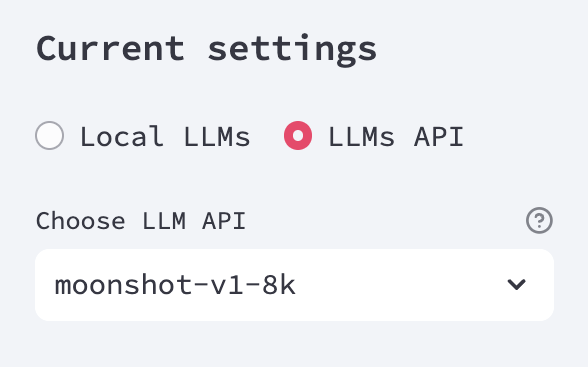 Current settings
Local LLMs LLMs API
Choose LLM API ?
moonshot-v1-8k